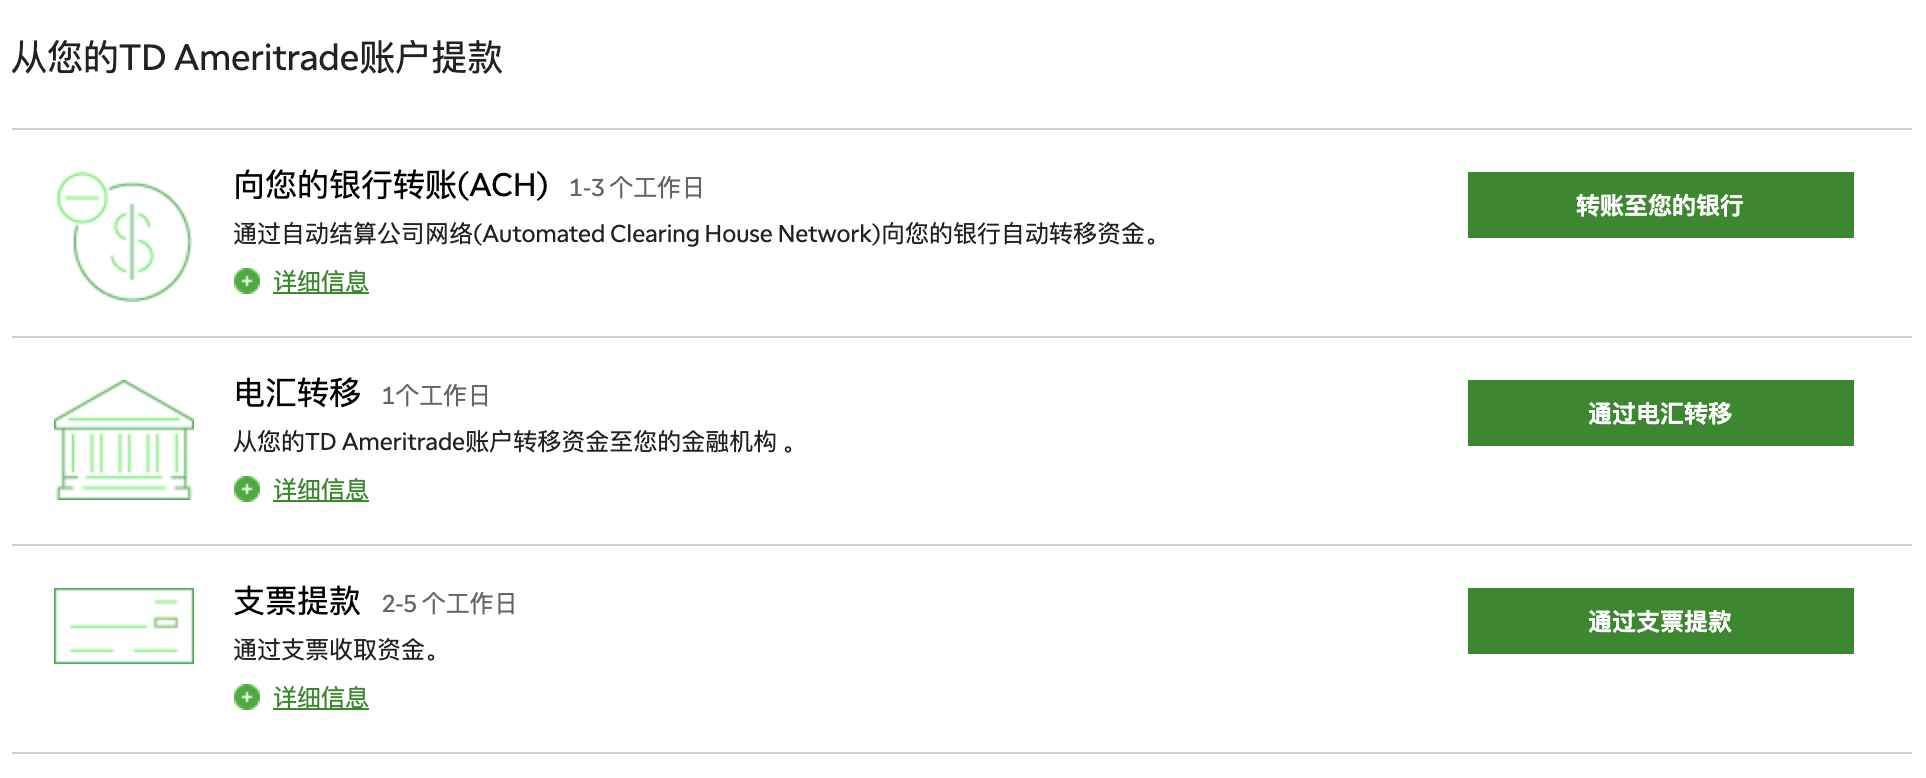 从您的TD Ameritrade账户提款
向您的银行转账(ACH) 1-3 个工作日
转账至您的银行
通过自动结算公司网络(Automated Clearing House Network)向您的银行自动转移资金。
详细信息
电汇转移 1个工作日
通过电汇转移
从您的TD Ameritrade账户转移资金至您的金融机构 。
详细信息
支票提款 2-5 个工作日
通过支票提款
通过支票收取资金。
详细信息